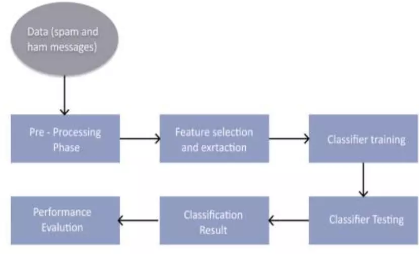 Data (spam and
ham messages)
Pre - Processing
Phase
Feature selection
and exrtaction
Classifier training
Classifier Testing
Classification
Result
Performance
Evalution